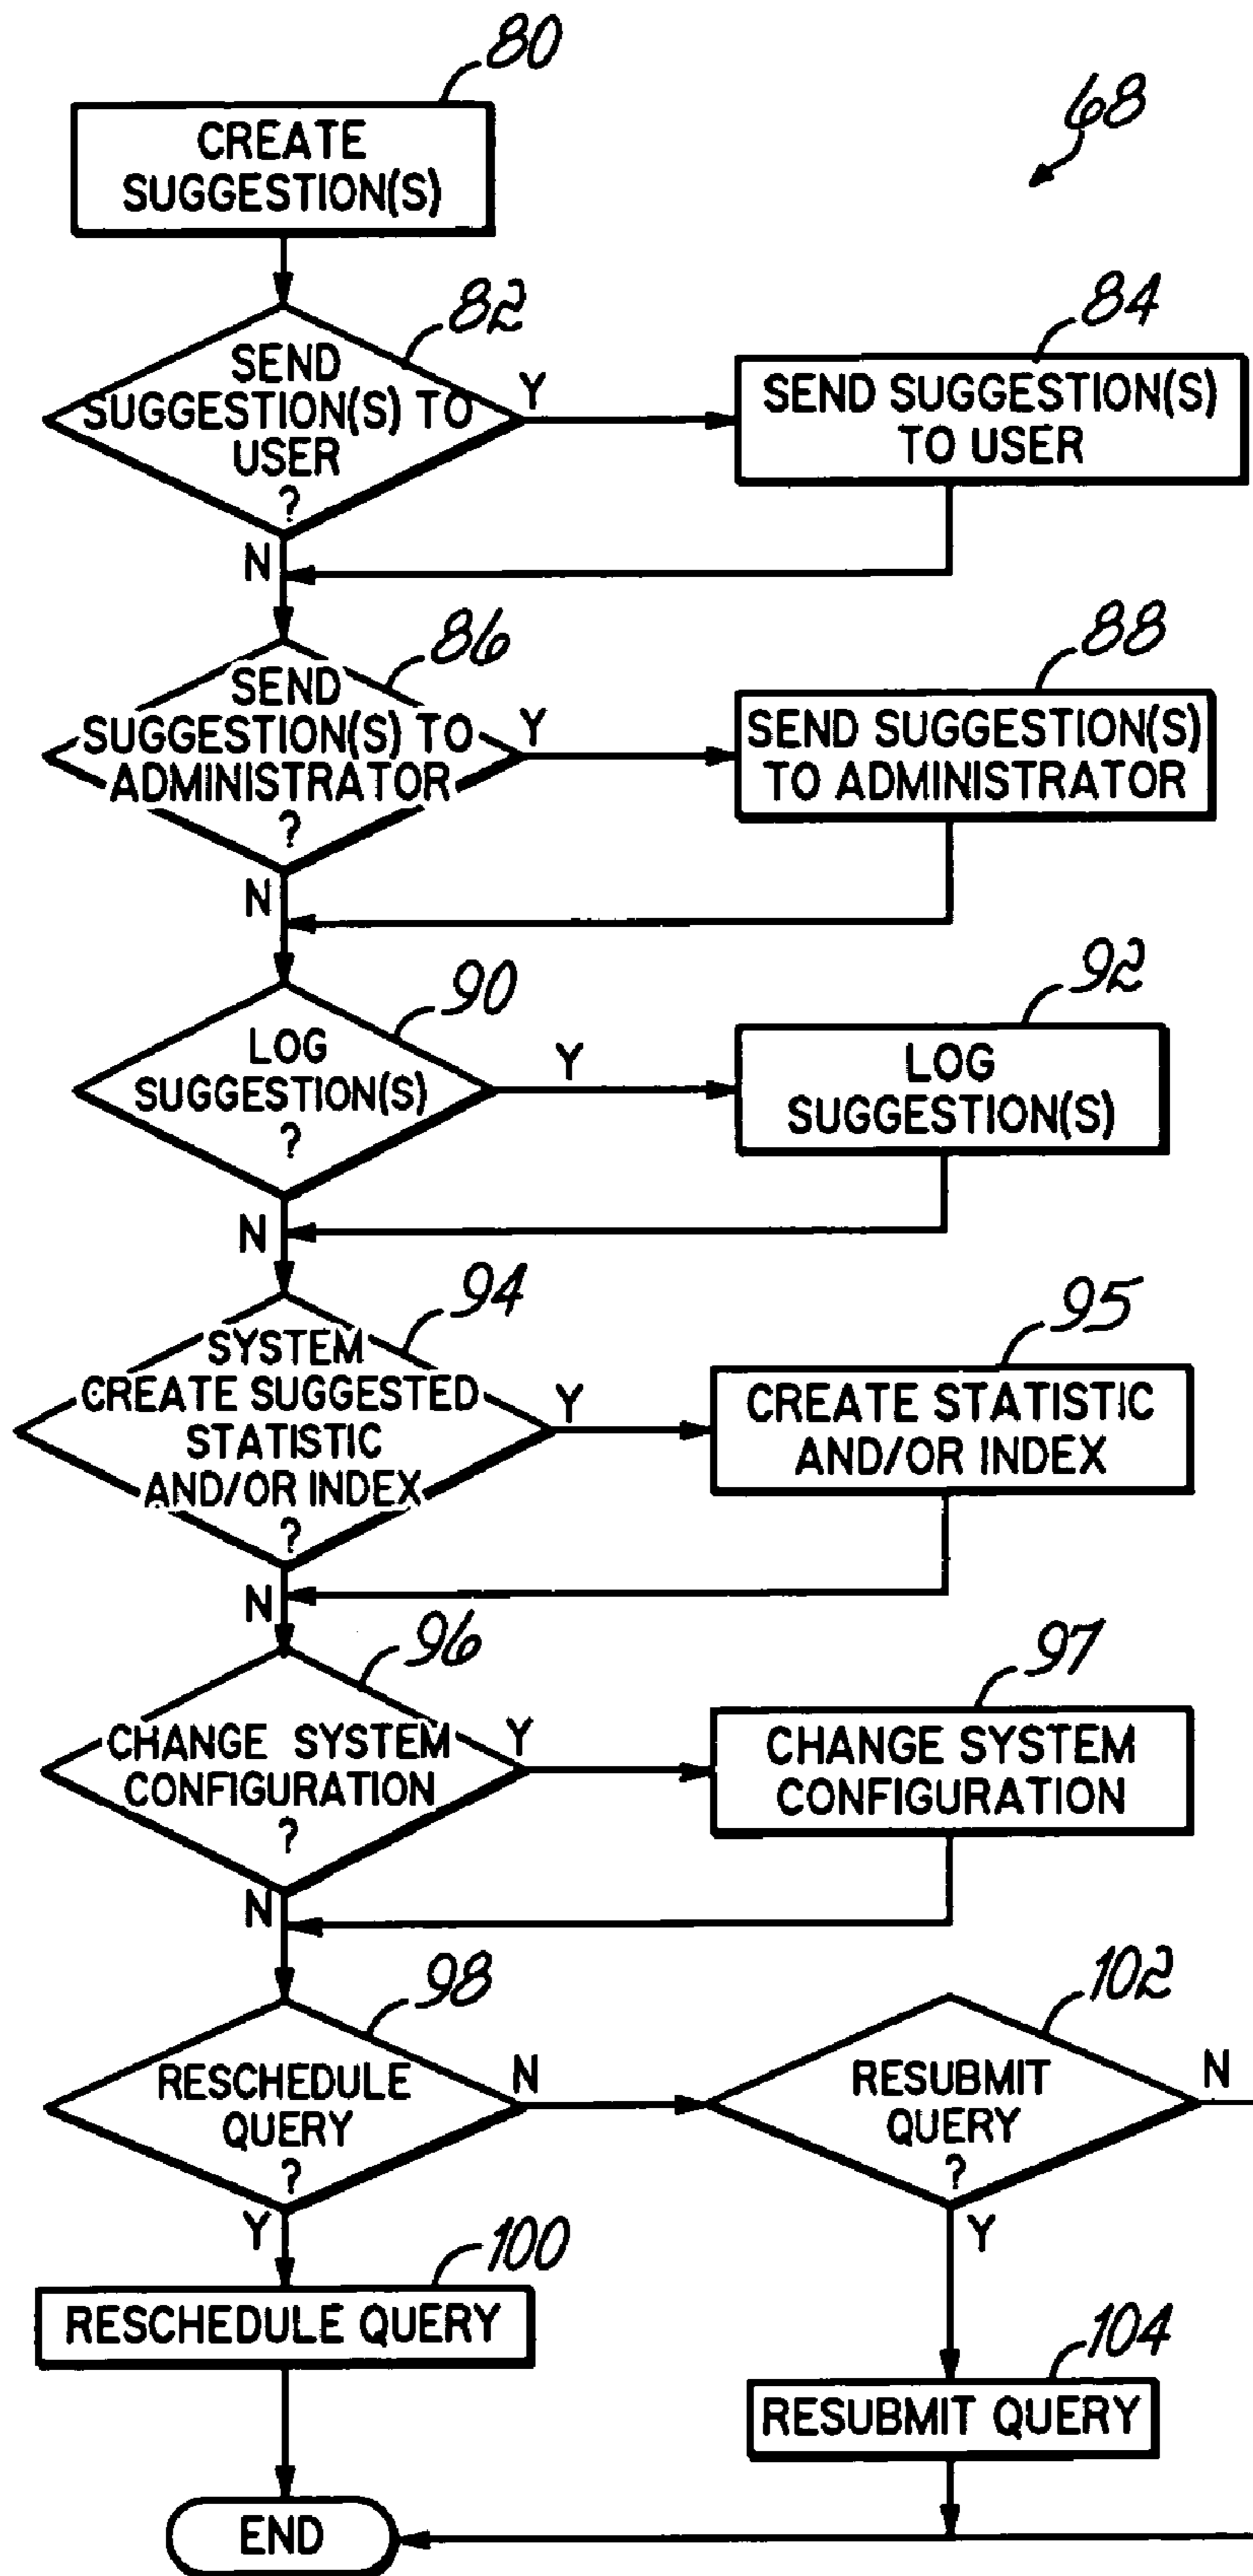 80
68
CREATE
SUGGESTION(S)
82
SEND
SUGGESTION(S) TO
USER
?
Y
N
84
SEND SUGGESTION(S)
TO USER
86
SEND
SUGGESTION(S) TO
ADMINISTRATOR
?
Y
N
88
SEND SUGGESTION(S)
TO ADMINISTRATOR
90
LOG
SUGGESTION(S)
?
Y
N
92
LOG
SUGGESTION(S)
94
SYSTEM
CREATE SUGGESTED
STATISTIC
AND/OR INDEX
?
Y
N
95
CREATE STATISTIC
AND/OR INDEX
96
CHANGE SYSTEM
CONFIGURATION
?
Y
N
97
CHANGE SYSTEM
CONFIGURATION
98
RESCHEDULE
QUERY
?
N
Y
102
RESUBMIT
QUERY
?
N
Y
100
RESCHEDULE QUERY
104
RESUBMIT QUERY
END